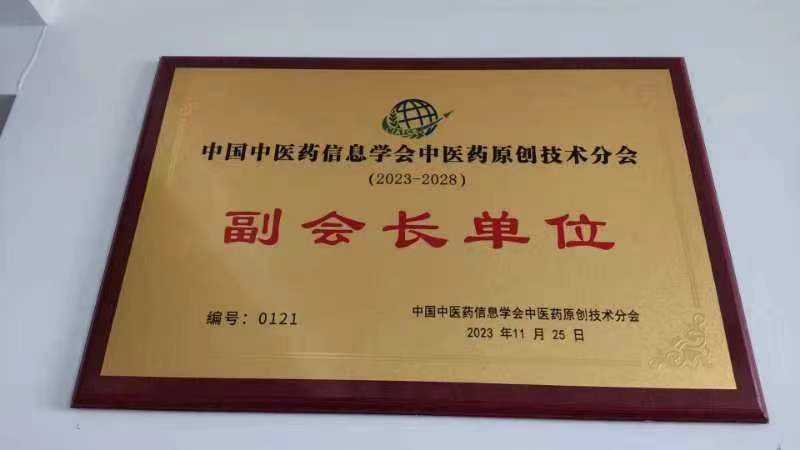 中国中医药信息学会中医药原创技术分会
(2023-2028)
副会长单位
编号：0121
中国中医药信息学会中医药原创技术分会
2023 年11 月 25 日